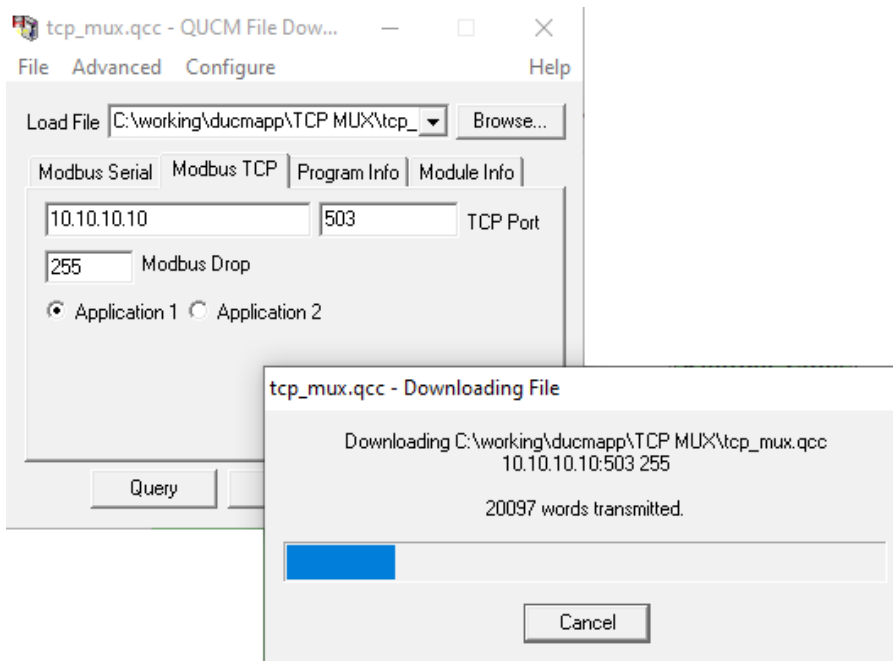 tcp_mux.qcc - QUCM File Dow...
File Advanced Configure Help
Load File C:\working\ducmapp\TCP MUX\tcp_ Browse...
Modbus Serial Modbus TCP Program Info Module Info
10.10.10.10 503 TCP Port
255 Modbus Drop
Application 1 Application 2
Query
tcp_mux.qcc - Downloading File
Downloading C:\working\ducmapp\TCP MUX\tcp_mux.qcc
10.10.10.10:503 255
20097 words transmitted.
Cancel